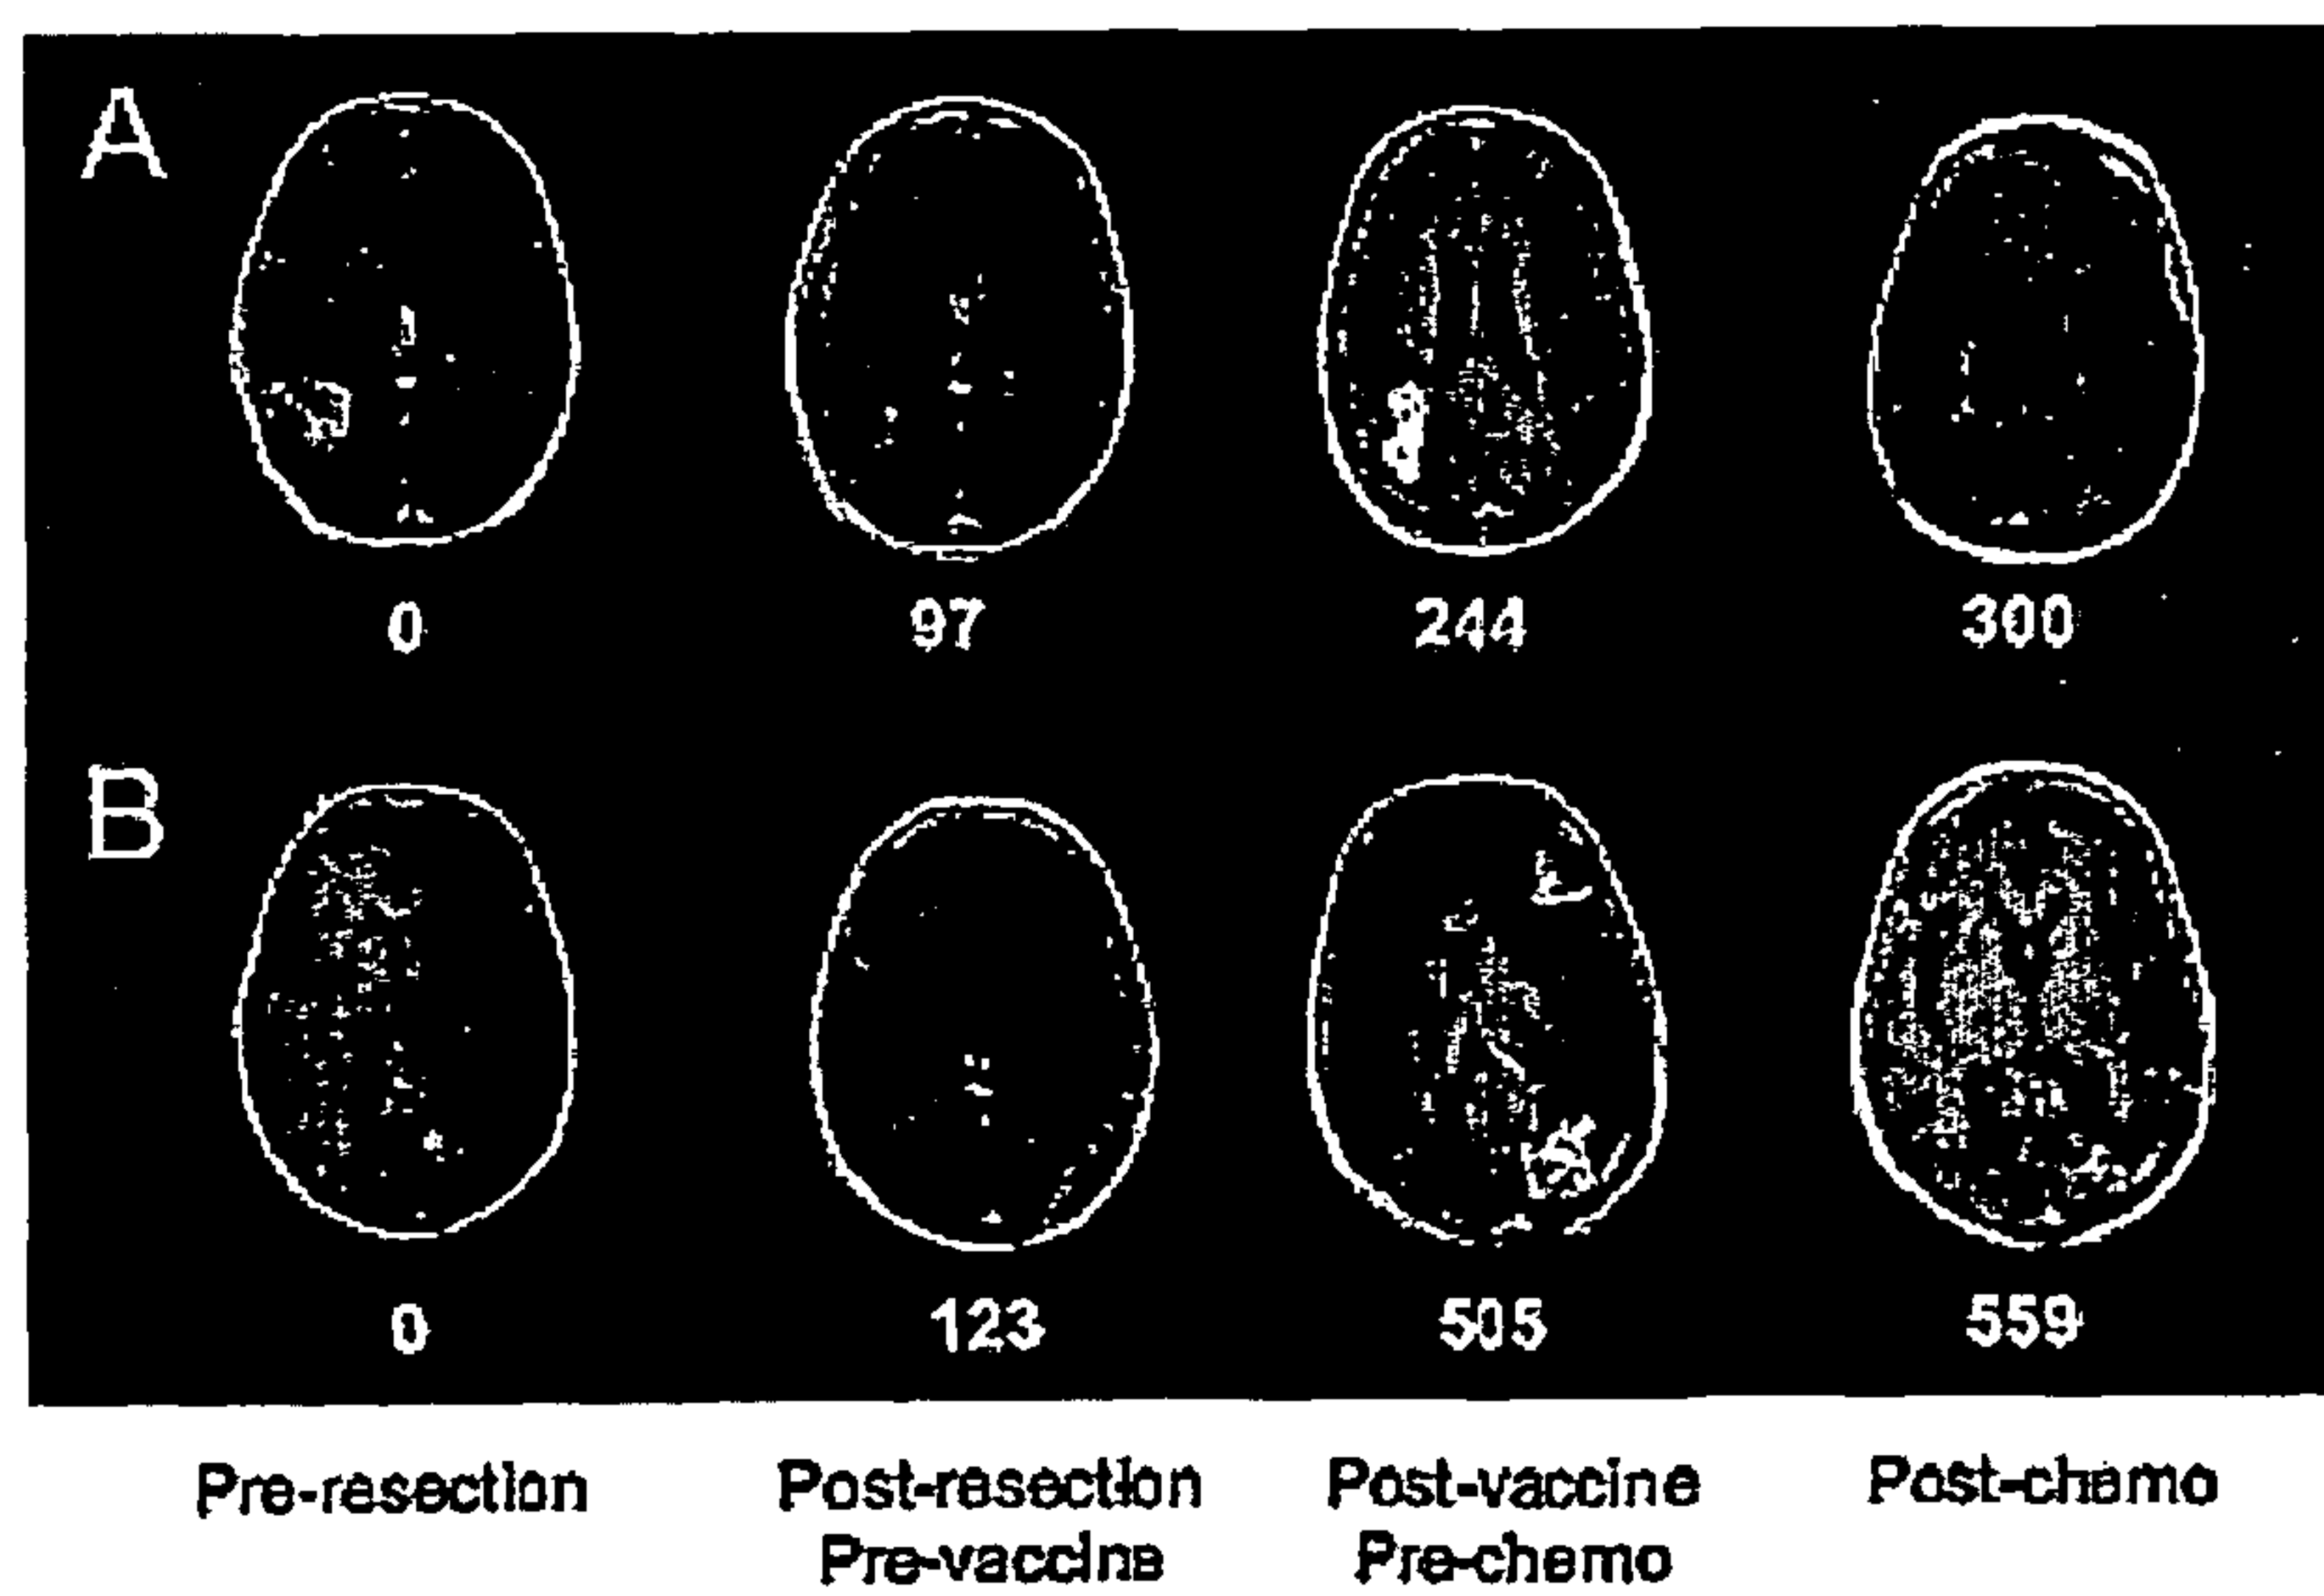 A
0 97 244 300
B
0 123 505 559
Pre-resection Post-resection Post-vaccine Post-chemo
Pre-vaccine Pre-chemo